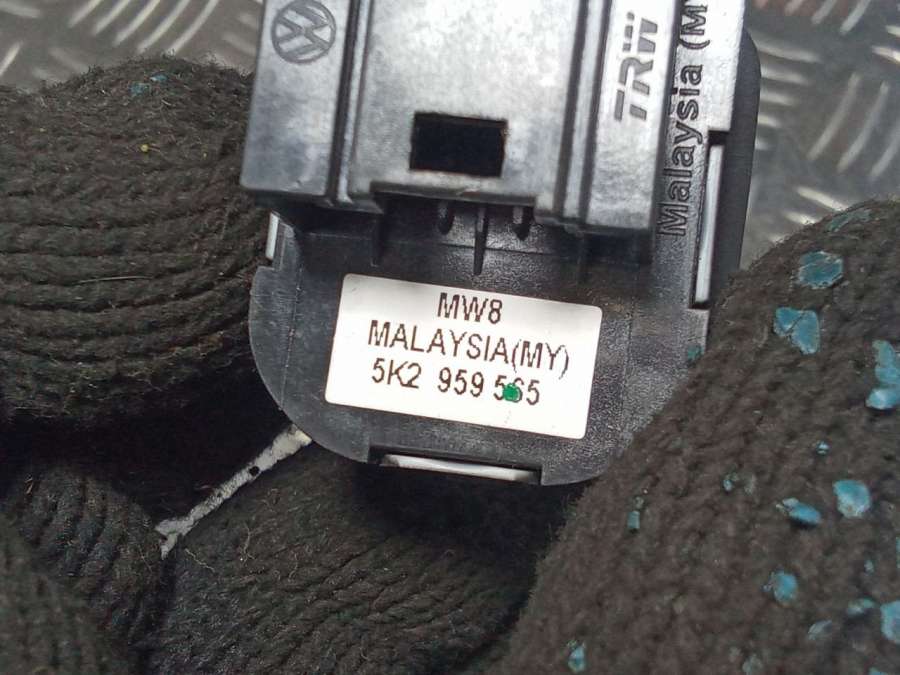 TRW
Malaysia (M
MW8
MALAYSIA(MY)
5K2 959 565